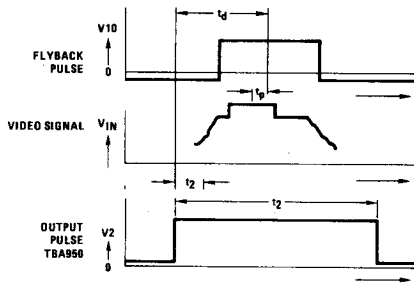 td
V10
FLYBACK
PULSE
0
tp
VIDEO SIGNAL
VIN
t2
t2
OUTPUT
PULSE
TBA950
V2
0